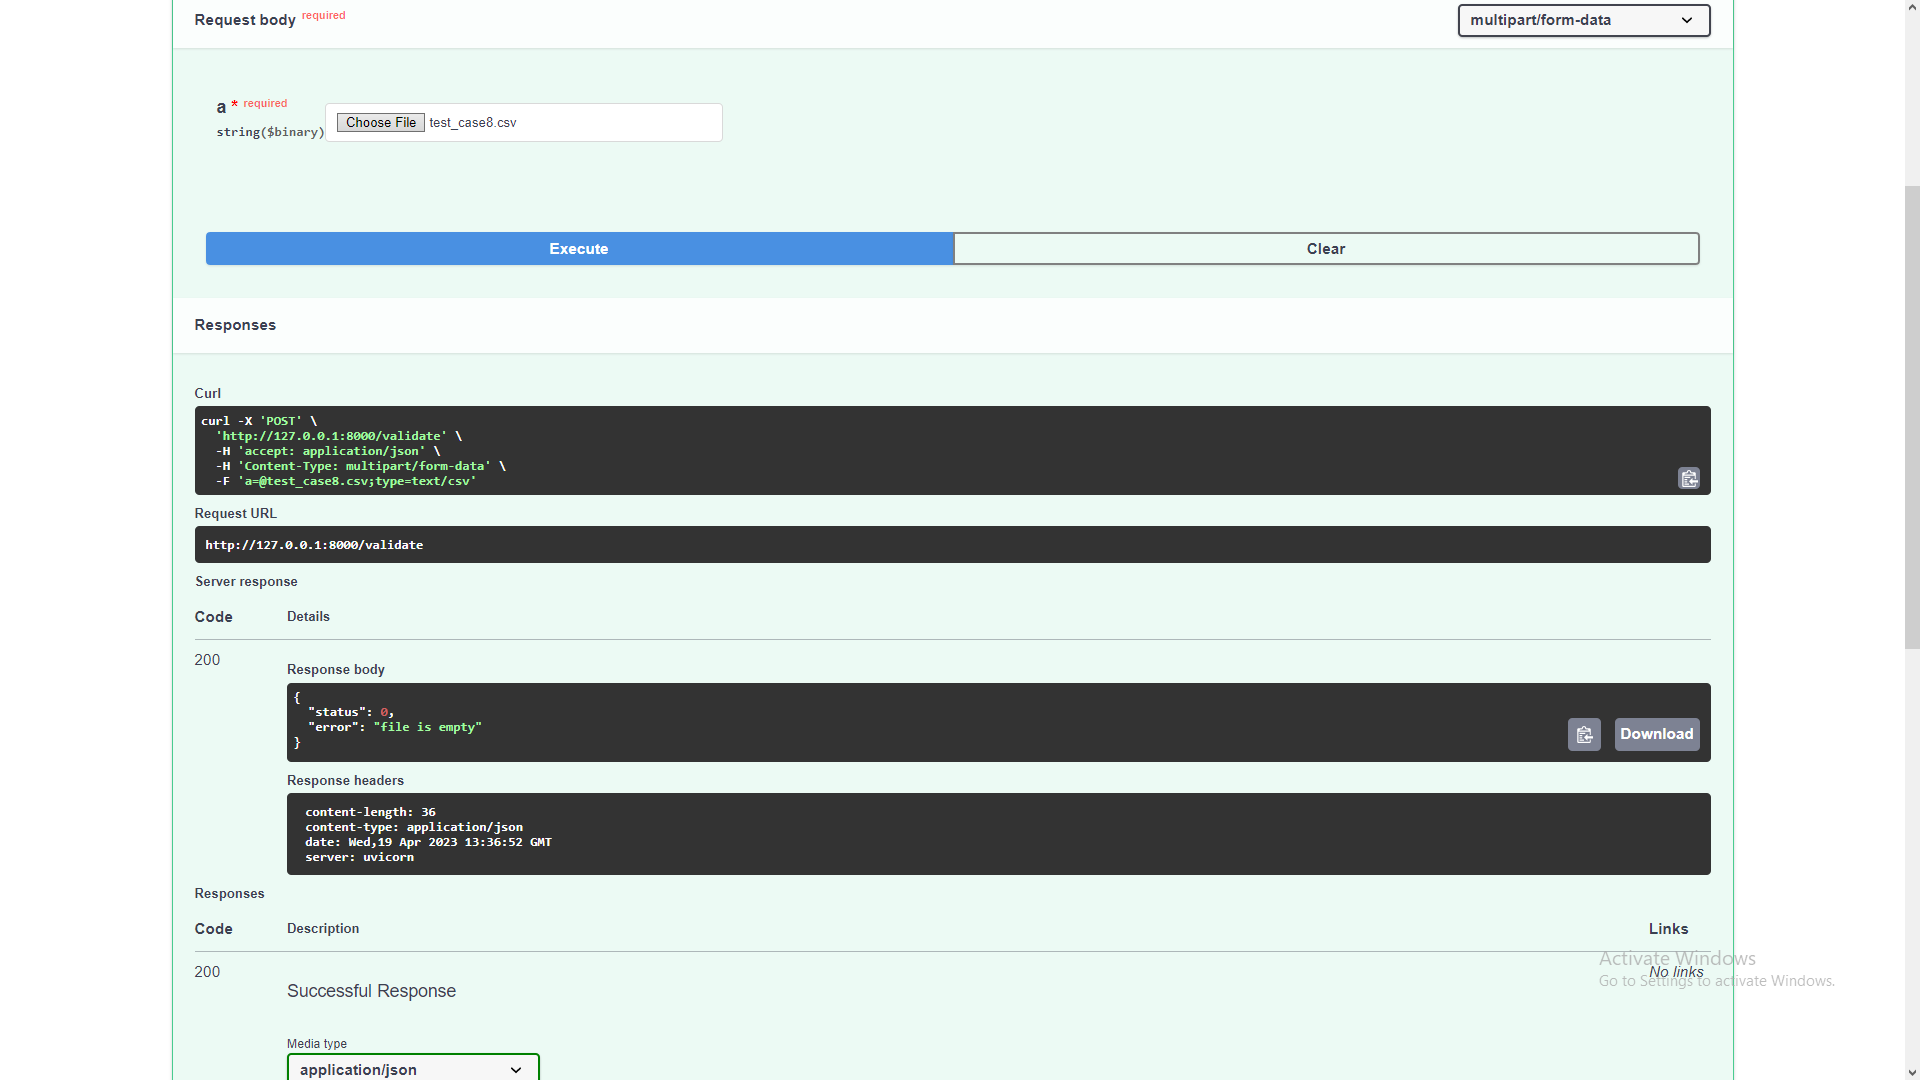 Request body required
multipart/form-data
a * required
string($binary)
Choose File test_case8.csv
Execute
Clear
Responses
Curl
curl -X 'POST' \
'http://127.0.0.1:8000/validate' \
-H 'accept: application/json' \
-H 'Content-Type: multipart/form-data' \
-F 'a=@test_case8.csv;type=text/csv'
Request URL
http://127.0.0.1:8000/validate
Server response
Code Details
200
Response body
{
"status": 0,
"error": "file is empty"
}
Download
Response headers
content-length: 36
content-type: application/json
date: Wed,19 Apr 2023 13:36:52 GMT
server: uvicorn
Responses
Code Description Links
200
Successful Response
No links
Activate Windows
Go to Settings to activate Windows.
Media type
application/json